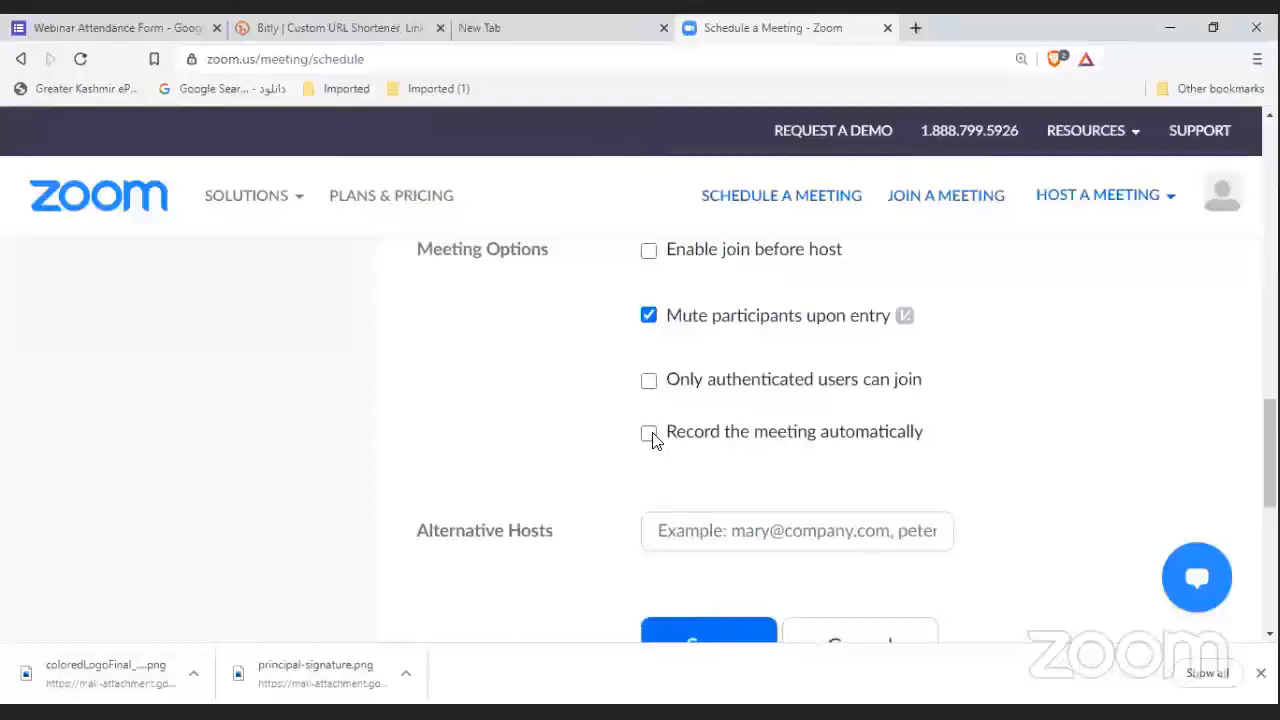 Webinar Attendance Form - Goog
Bitly | Custom URL Shortener, Link
New Tab
Schedule a Meeting - Zoom
zoom.us/meeting/schedule
2
Greater Kashmir eP...
Google Sear... - دانلود
Imported
Imported (1)
Other bookmarks
REQUEST A DEMO
1.888.799.5926
RESOURCES
SUPPORT
zoom
SOLUTIONS
PLANS & PRICING
SCHEDULE A MEETING
JOIN A MEETING
HOST A MEETING
Meeting Options
Enable join before host
Mute participants upon entry
Only authenticated users can join
Record the meeting automatically
Alternative Hosts
Example: mary@company.com, peter
coloredLogoFinal_....png
https://mail-attachment.go...
principal-signature.png
https://mail-attachment.go...
zoom
Show all